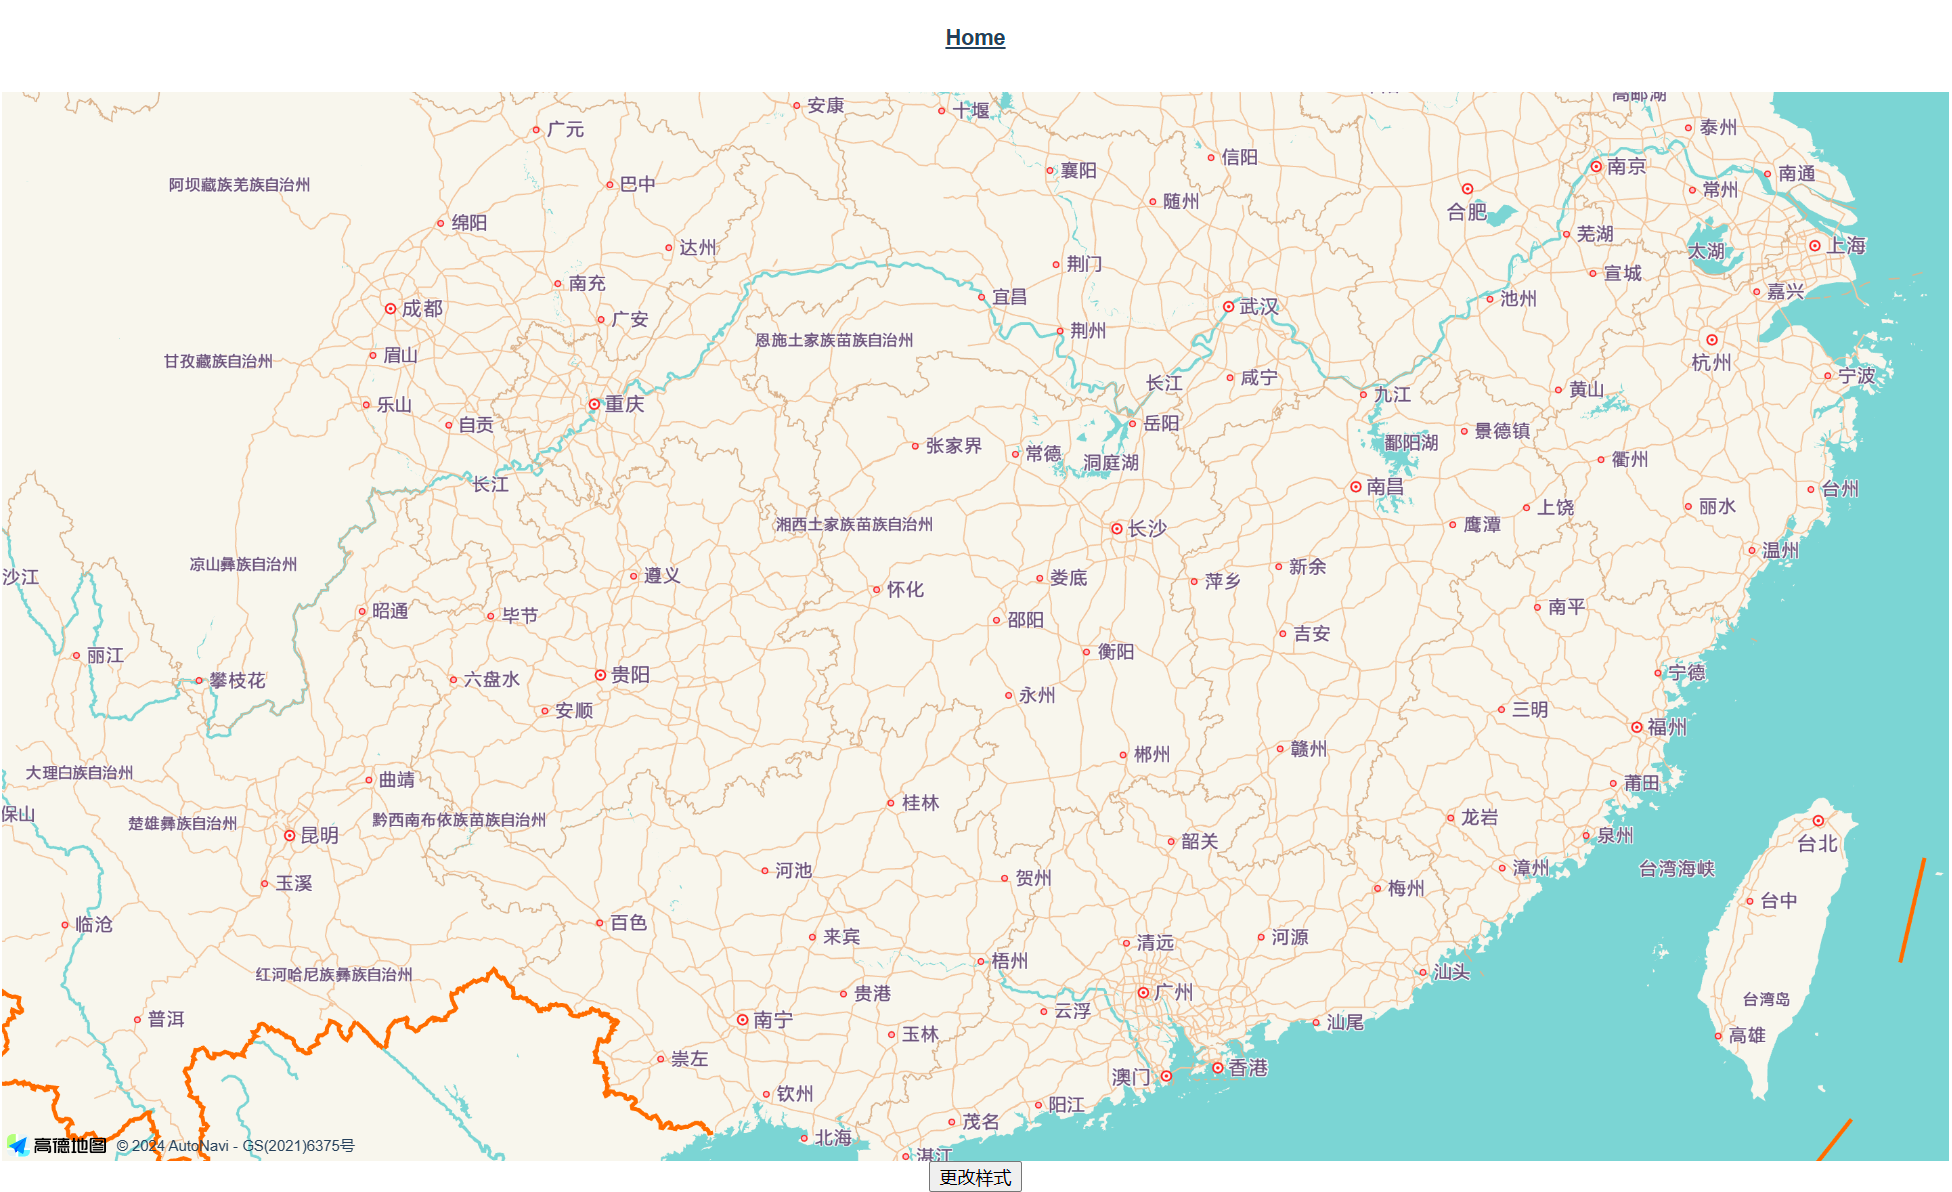 Home
安康
十堰
高邮湖
广元
泰州
信阳
南京
襄阳
南通
阿坝藏族羌族自治州
巴中
常州
随州
合肥
绵阳
芜湖
上海
达州
太湖
荆门
宣城
南充
嘉兴
宜昌
池州
成都
武汉
广安
荆州
恩施土家族苗族自治州
眉山
甘孜藏族自治州
杭州
宁波
咸宁
长江
黄山
九江
乐山
重庆
自贡
岳阳
景德镇
鄱阳湖
张家界
常德
洞庭湖
衢州
长江
南昌
台州
丽水
上饶
湘西土家族苗族自治州
鹰潭
长沙
温州
凉山彝族自治州
新余
沙江
遵义
娄底
萍乡
怀化
南平
昭通
毕节
邵阳
吉安
衡阳
丽江
宁德
贵阳
六盘水
攀枝花
永州
安顺
三明
福州
赣州
郴州
大理白族自治州
曲靖
莆田
桂林
保山
龙岩
黔西南布依族苗族自治州
楚雄彝族自治州
昆明
泉州
韶关
台北
台湾海峡
漳州
河池
贺州
玉溪
梅州
台中
百色
临沧
来宾
河源
清远
梧州
汕头
红河哈尼族彝族自治州
广州
贵港
台湾岛
云浮
普洱
南宁
汕尾
玉林
高雄
崇左
香港
澳门
钦州
阳江
茂名
北海
高德地图 © 2024 AutoNavi - GS(2021)6375号
湛江
更改样式